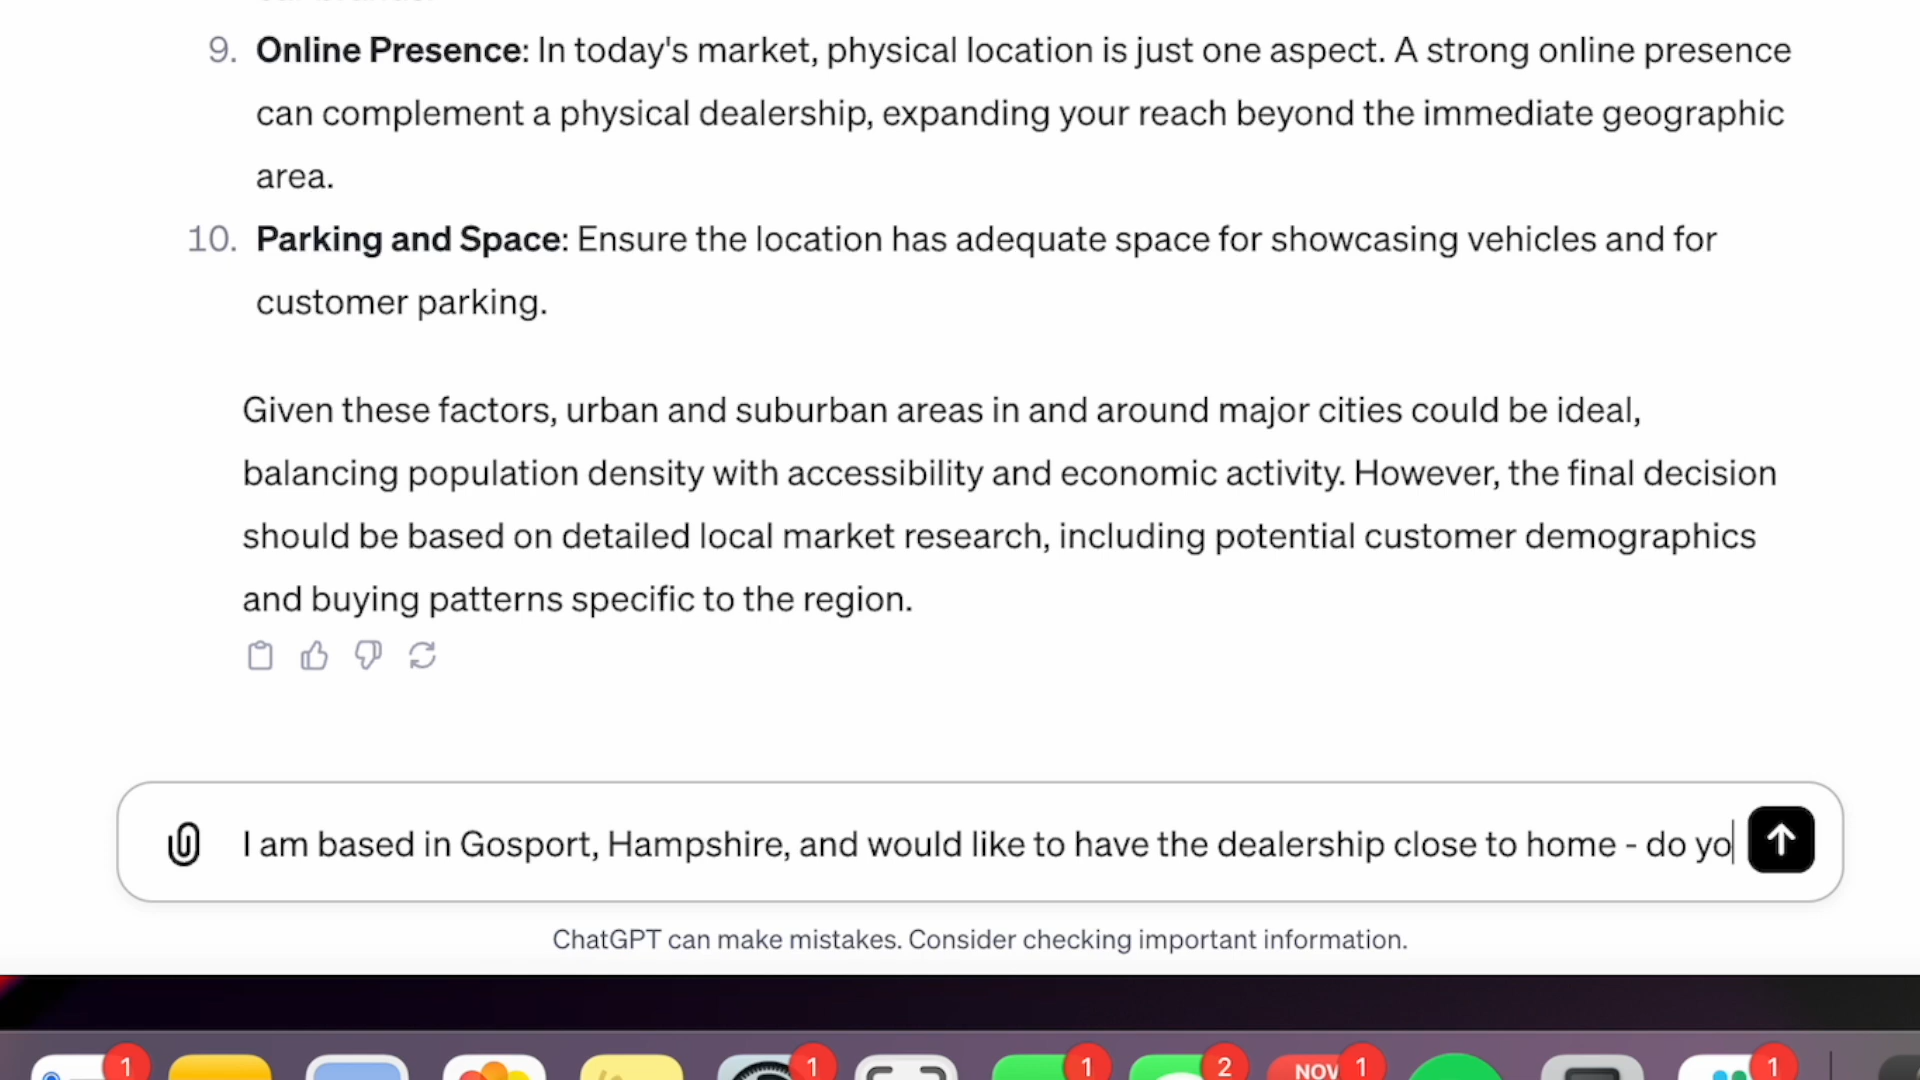 9. Online Presence: In today's market, physical location is just one aspect. A strong online presence
can complement a physical dealership, expanding your reach beyond the immediate geographic
area.
10. Parking and Space: Ensure the location has adequate space for showcasing vehicles and for
customer parking.
Given these factors, urban and suburban areas in and around major cities could be ideal,
balancing population density with accessibility and economic activity. However, the final decision
should be based on detailed local market research, including potential customer demographics
and buying patterns specific to the region.
I am based in Gosport, Hampshire, and would like to have the dealership close to home - do yo
ChatGPT can make mistakes. Consider checking important information.
1 1 1 2 NOV 1 1